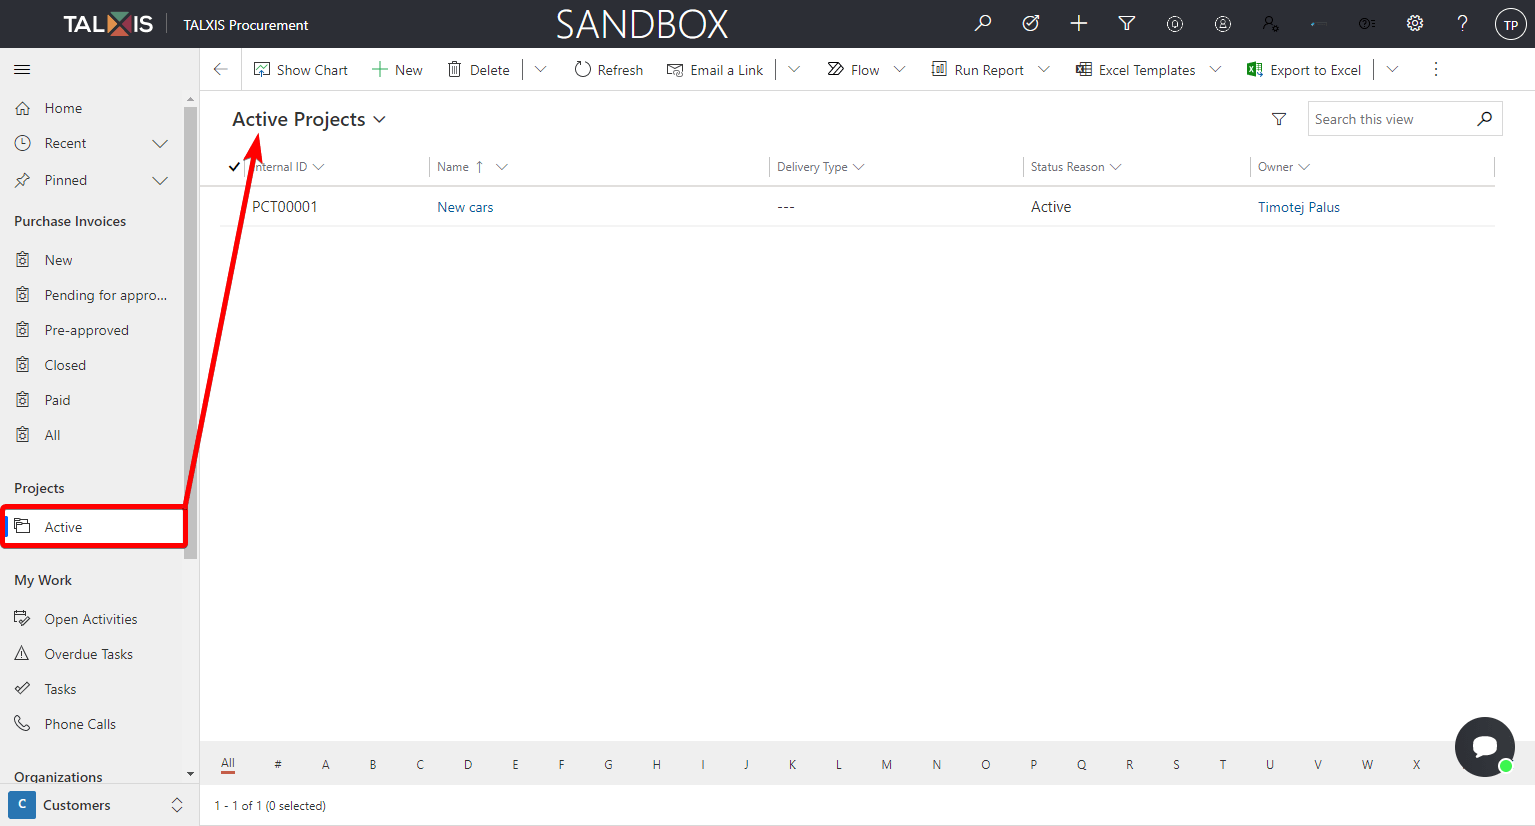 TALXIS TALXIS Procurement SANDBOX ? TP
Show Chart New Delete Refresh Email a Link Flow Run Report Excel Templates Export to Excel
Home
Recent
Pinned
Purchase Invoices
New
Pending for appro...
Pre-approved
Closed
Paid
All
Projects
Active
My Work
Open Activities
Overdue Tasks
Tasks
Phone Calls
Organizations
C Customers
Active Projects Search this view
Internal ID Name ↑ Delivery Type Status Reason Owner
PCT00001 New cars --- Active Timotej Palus
All # A B C D E F G H I J K L M N O P Q R S T U V W X
1 - 1 of 1 (0 selected)